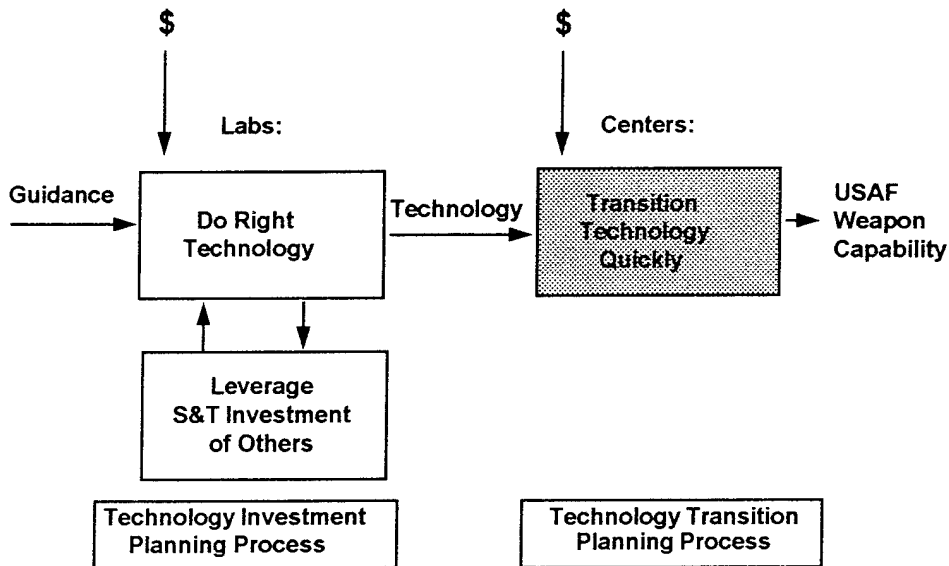 $
$
Labs:
Centers:
Guidance
Do Right
Technology
Technology
Transition
Technology
Quickly
USAF
Weapon
Capability
Leverage
S&T Investment
of Others
Technology Investment
Planning Process
Technology Transition
Planning Process